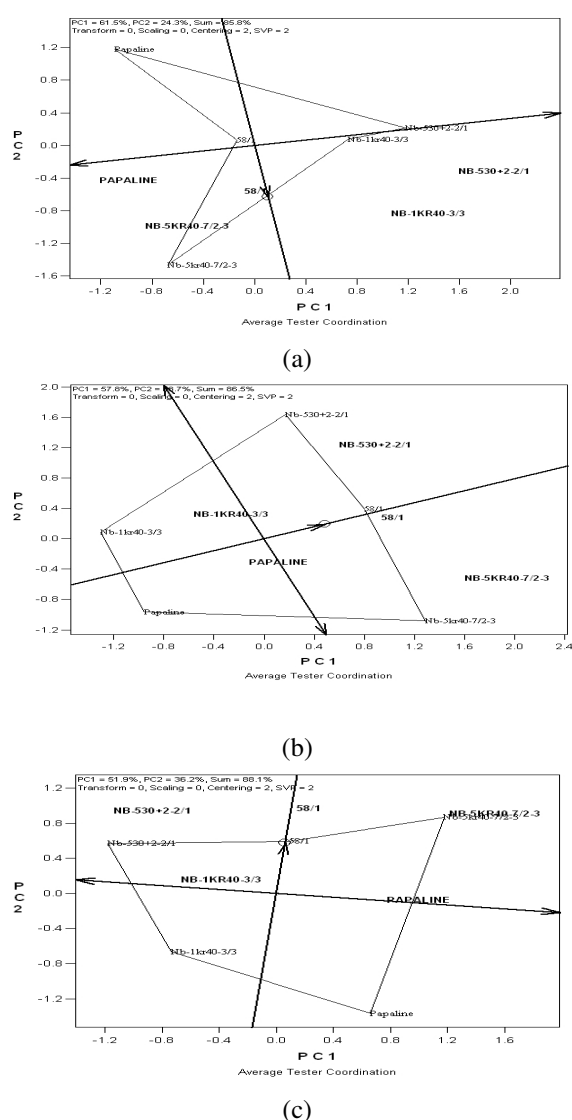 PC1 = 61.5%, PC2 = 24.3%, Sum = 85.8%
Transform = 0, Scaling = 0, Centering = 2, SVP = 2
1.2
0.8
0.4
0.0
-0.4
-0.8
-1.2
-1.6
PC2
Papaline
58/1
Nb-530+2-2/1
Nb-1kr40-3/3
NB-530+2-2/1
PAPALINE
58/1
NB-1KR40-3/3
NB-5KR40-7/2-3
Nb-5kr40-7/2-3
-1.2 -0.8 -0.4 0.0 0.4 0.8 1.2 1.6 2.0
PC1
Average Tester Coordination
(a)
PC1 = 57.8%, PC2 = 28.7%, Sum = 86.5%
Transform = 0, Scaling = 0, Centering = 2, SVP = 2
2.0
1.6
1.2
0.8
0.4
0.0
-0.4
-0.8
-1.2
PC2
Nb-530+2-2/1
NB-530+2-2/1
58/1
NB-1KR40-3/3
58/1
Nb-1kr40-3/3
PAPALINE
NB-5KR40-7/2-3
Papaline
Nb-5kr40-7/2-3
-1.2 -0.8 -0.4 0.0 0.4 0.8 1.2 1.6 2.0 2.4
PC1
Average Tester Coordination
(b)
PC1 = 51.9%, PC2 = 36.2%, Sum = 88.1%
Transform = 0, Scaling = 0, Centering = 2, SVP = 2
1.2
0.8
0.4
0.0
-0.4
-0.8
-1.2
PC2
NB-530+2-2/1
58/1
NB-5KR40-7/2-3
Nb-5kr40-7/2-3
Nb-530+2-2/1
58/1
NB-1KR40-3/3
PAPALINE
Nb-1kr40-3/3
Papaline
-1.2 -0.8 -0.4 0.0 0.4 0.8 1.2 1.6
PC1
Average Tester Coordination
(c)